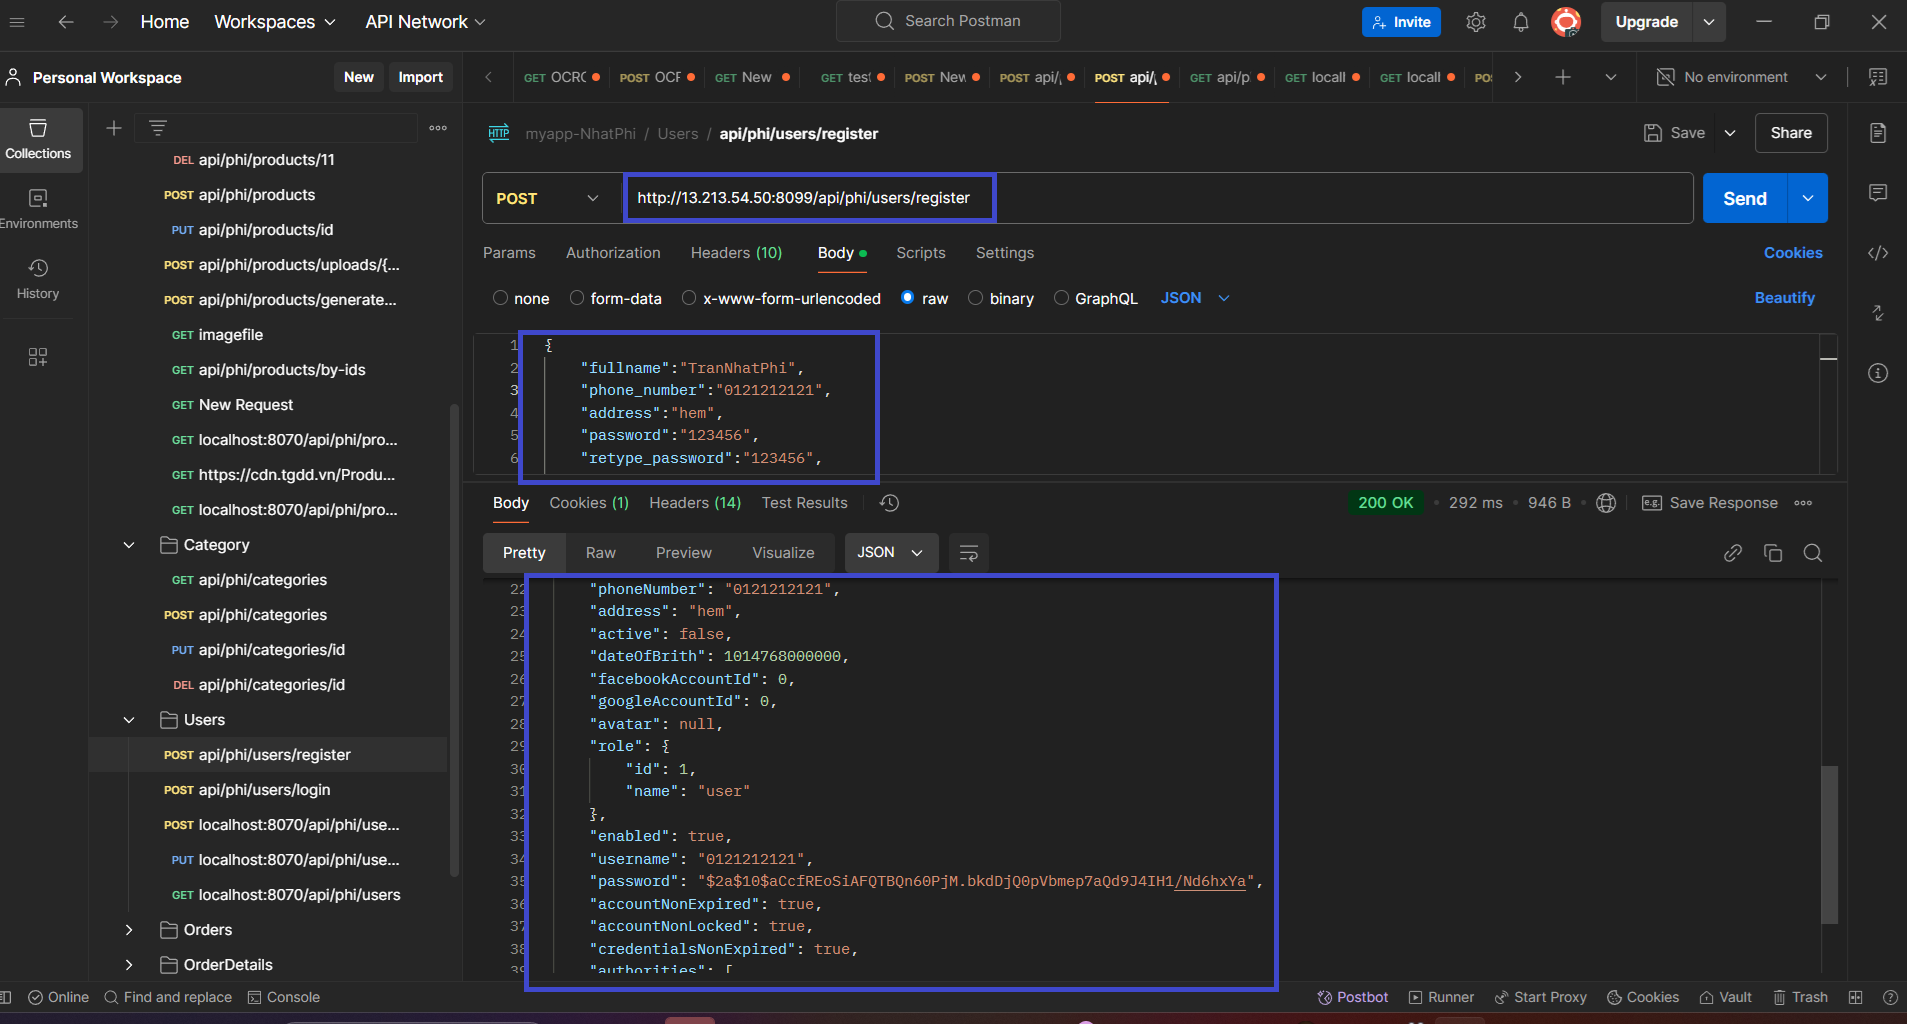 Home Workspaces API Network Search Postman Invite Upgrade
Personal Workspace New Import GET OCRC POST OCF GET New GET test POST New POST api/ POST api/ GET api/p GET locall GET locall No environment
Collections
Environments
History
DEL api/phi/products/11
POST api/phi/products
PUT api/phi/products/id
POST api/phi/products/uploads/{...
POST api/phi/products/generate...
GET imagefile
GET api/phi/products/by-ids
GET New Request
GET localhost:8070/api/phi/pro...
GET https://cdn.tgdd.vn/Produ...
GET localhost:8070/api/phi/pro...
Category
GET api/phi/categories
POST api/phi/categories
PUT api/phi/categories/id
DEL api/phi/categories/id
Users
POST api/phi/users/register
POST api/phi/users/login
POST localhost:8070/api/phi/use...
PUT localhost:8070/api/phi/use...
GET localhost:8070/api/phi/users
Orders
OrderDetails
HTTP myapp-NhatPhi / Users / api/phi/users/register Save Share
POST http://13.213.54.50:8099/api/phi/users/register Send
Params Authorization Headers (10) Body Scripts Settings Cookies
none form-data x-www-form-urlencoded raw binary GraphQL JSON Beautify
1 {
2 "fullname":"TranNhatPhi",
3 "phone_number":"0121212121",
4 "address":"hem",
5 "password":"123456",
6 "retype_password":"123456",
Body Cookies (1) Headers (14) Test Results 200 OK • 292 ms • 946 B • e.g. Save Response
Pretty Raw Preview Visualize JSON
22 "phoneNumber": "0121212121",
23 "address": "hem",
24 "active": false,
25 "dateOfBrith": 1014768000000,
26 "facebookAccountId": 0,
27 "googleAccountId": 0,
28 "avatar": null,
29 "role": {
30 "id": 1,
31 "name": "user"
32 },
33 "enabled": true,
34 "username": "0121212121",
35 "password": "$2a$10$aCcfREoSiAFQTBQn60PjM.bkdDjQ0pVbmep7aQd9J4IH1/Nd6hxYa",
36 "accountNonExpired": true,
37 "accountNonLocked": true,
38 "credentialsNonExpired": true,
39 "authorities": [
Online Find and replace Console Postbot Runner Start Proxy Cookies Vault Trash